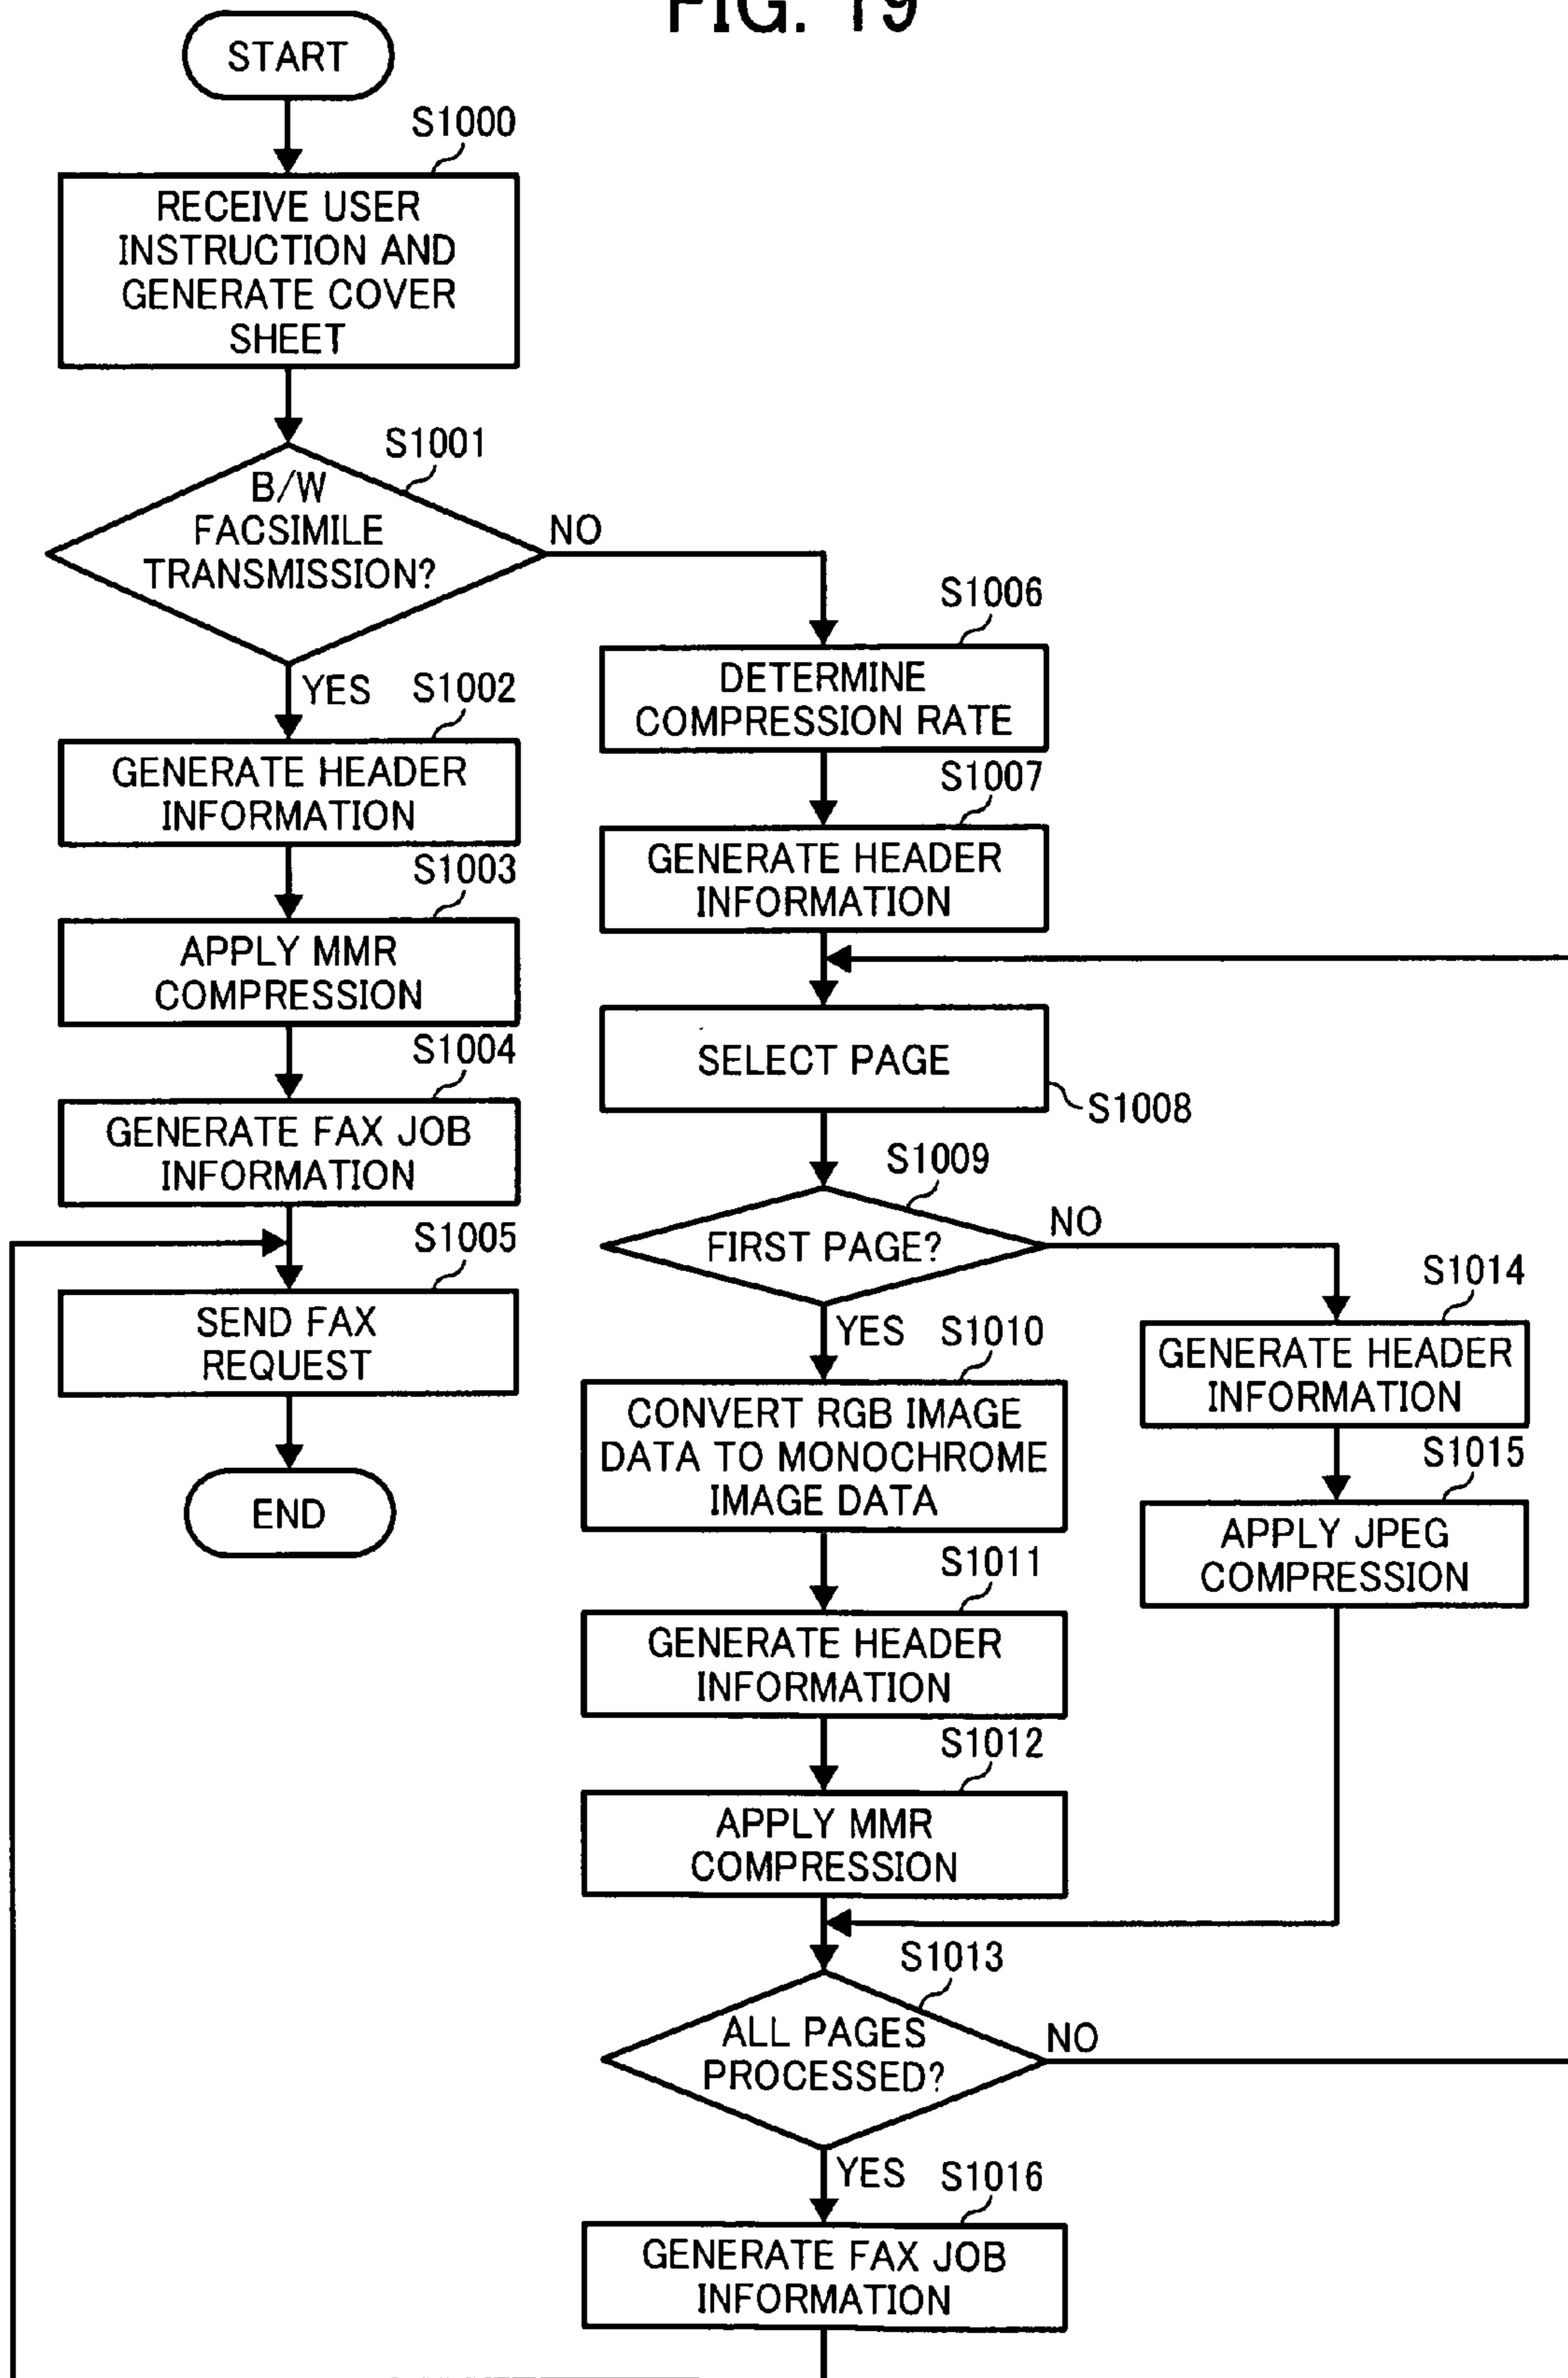 FIG. 19
START
S1000
RECEIVE USER
INSTRUCTION AND
GENERATE COVER
SHEET
S1001
B/W
FACSIMILE
TRANSMISSION?
NO
YES
S1002
GENERATE HEADER
INFORMATION
S1003
APPLY MMR
COMPRESSION
S1004
GENERATE FAX JOB
INFORMATION
S1005
SEND FAX
REQUEST
END
S1006
DETERMINE
COMPRESSION RATE
S1007
GENERATE HEADER
INFORMATION
SELECT PAGE
S1008
S1009
FIRST PAGE?
NO
YES
S1010
CONVERT RGB IMAGE
DATA TO MONOCHROME
IMAGE DATA
S1011
GENERATE HEADER
INFORMATION
S1012
APPLY MMR
COMPRESSION
S1014
GENERATE HEADER
INFORMATION
S1015
APPLY JPEG
COMPRESSION
S1013
ALL PAGES
PROCESSED?
NO
YES
S1016
GENERATE FAX JOB
INFORMATION